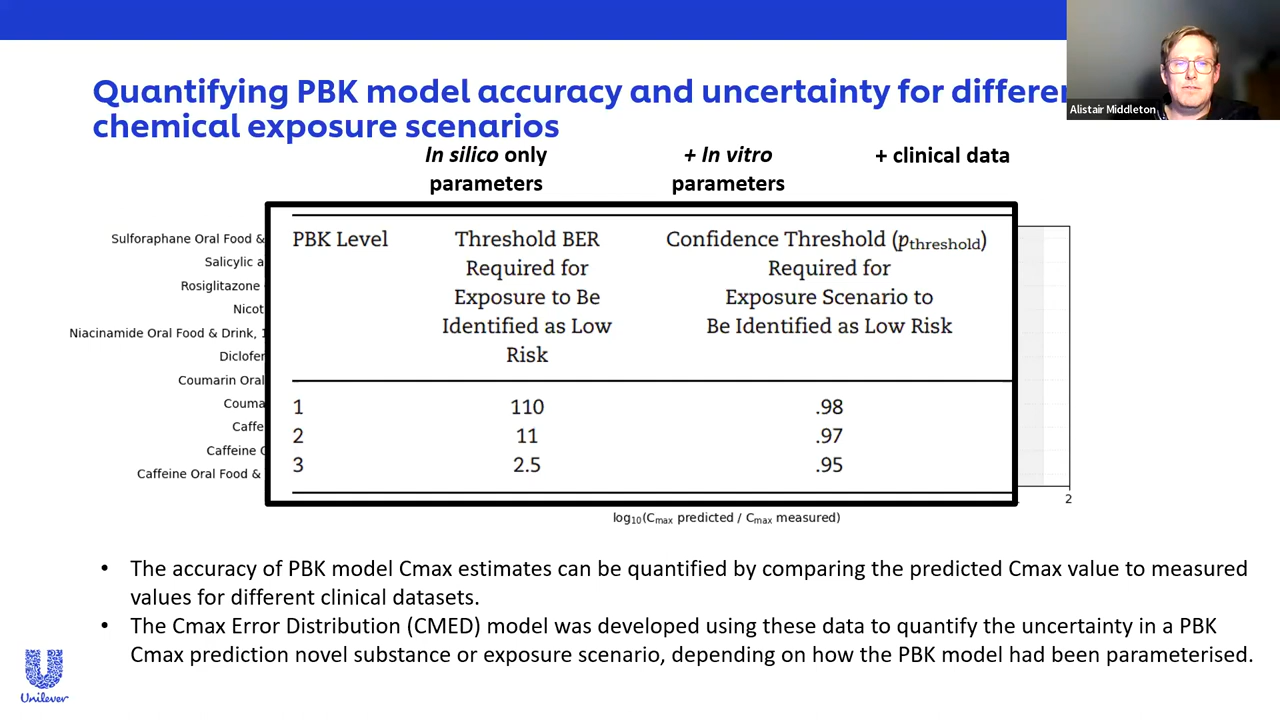 Alistair Middleton
Quantifying PBK model accuracy and uncertainty for differen
chemical exposure scenarios
In silico only
parameters
+ In vitro
parameters
+ clinical data
Sulforaphane Oral Food &
Salicylic a
Rosiglitazone
Nicot
Niacinamide Oral Food & Drink, 1
Diclofen
Coumarin Oral
Couma
Caffe
Caffeine O
Caffeine Oral Food &
PBK Level
Threshold BER
Required for
Exposure to Be
Identified as Low
Risk
Confidence Threshold (pthreshold)
Required for
Exposure Scenario to
Be Identified as Low Risk
1 110 .98
2 11 .97
3 2.5 .95
2
log10(Cmax predicted / Cmax measured)
• The accuracy of PBK model Cmax estimates can be quantified by comparing the predicted Cmax value to measured
values for different clinical datasets.
• The Cmax Error Distribution (CMED) model was developed using these data to quantify the uncertainty in a PBK
Cmax prediction novel substance or exposure scenario, depending on how the PBK model had been parameterised.
Unilever